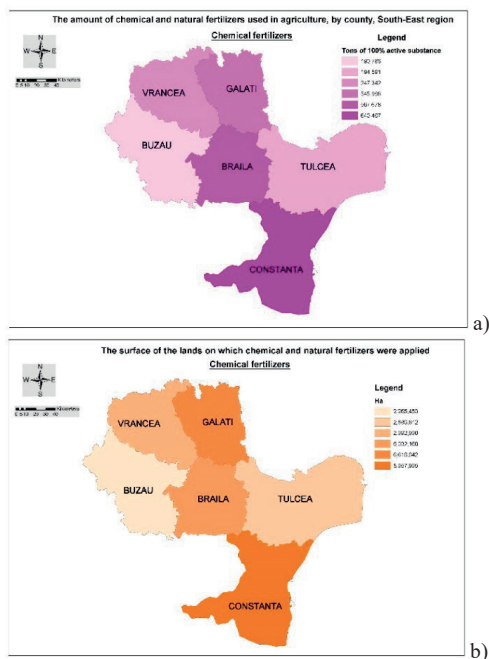 The amount of chemical and natural fertilizers used in agriculture, by county, South-East region
Chemical fertilizers
N
W E
S
Kilometers
Legend
Tons of 100% active substance
VRANCEA
GALATI
BUZAU
BRAILA
TULCEA
CONSTANTA
a)
The surface of the lands on which chemical and natural fertilizers were applied
Chemical fertilizers
N
W E
S
Kilometers
Legend
Ha
VRANCEA
GALATI
BUZAU
BRAILA
TULCEA
CONSTANTA
b)